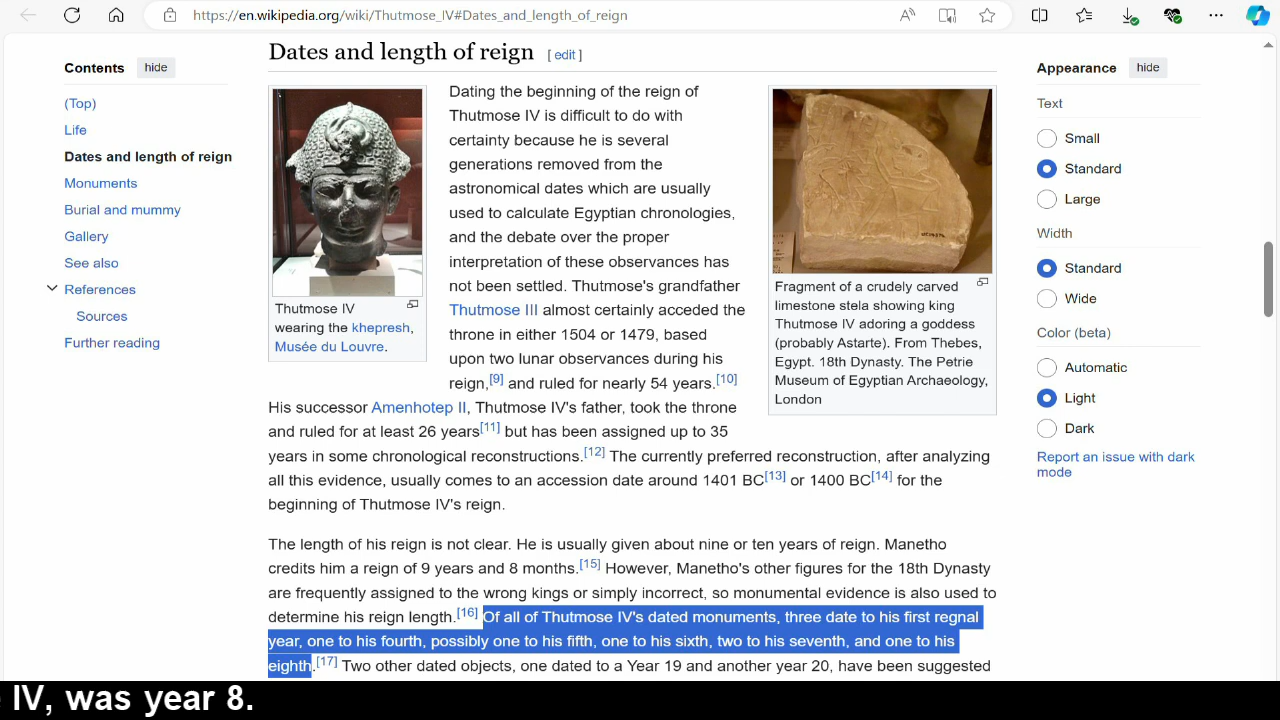 https://en.wikipedia.org/wiki/Thutmose_IV#Dates_and_length_of_reign
Contents hide
(Top)
Life
Dates and length of reign
Monuments
Burial and mummy
Gallery
See also
References
Sources
Further reading
Dates and length of reign [ edit ]
Thutmose IV
wearing the khepresh,
Musée du Louvre.
Dating the beginning of the reign of
Thutmose IV is difficult to do with
certainty because he is several
generations removed from the
astronomical dates which are usually
used to calculate Egyptian chronologies,
and the debate over the proper
interpretation of these observances has
not been settled. Thutmose's grandfather
Thutmose III almost certainly acceded the
throne in either 1504 or 1479, based
upon two lunar observances during his
reign,[9] and ruled for nearly 54 years.[10]
His successor Amenhotep II, Thutmose IV's father, took the throne
and ruled for at least 26 years[11] but has been assigned up to 35
years in some chronological reconstructions.[12] The currently preferred reconstruction, after analyzing
all this evidence, usually comes to an accession date around 1401 BC[13] or 1400 BC[14] for the
beginning of Thutmose IV's reign.
Fragment of a crudely carved
limestone stela showing king
Thutmose IV adoring a goddess
(probably Astarte). From Thebes,
Egypt. 18th Dynasty. The Petrie
Museum of Egyptian Archaeology,
London
The length of his reign is not clear. He is usually given about nine or ten years of reign. Manetho
credits him a reign of 9 years and 8 months.[15] However, Manetho's other figures for the 18th Dynasty
are frequently assigned to the wrong kings or simply incorrect, so monumental evidence is also used to
determine his reign length.[16] Of all of Thutmose IV's dated monuments, three date to his first regnal
year, one to his fourth, possibly one to his fifth, one to his sixth, two to his seventh, and one to his
eighth.[17] Two other dated objects, one dated to a Year 19 and another year 20, have been suggested
Appearance hide
Text
Small
Standard
Large
Width
Standard
Wide
Color (beta)
Automatic
Light
Dark
Report an issue with dark
mode
IV, was year 8.